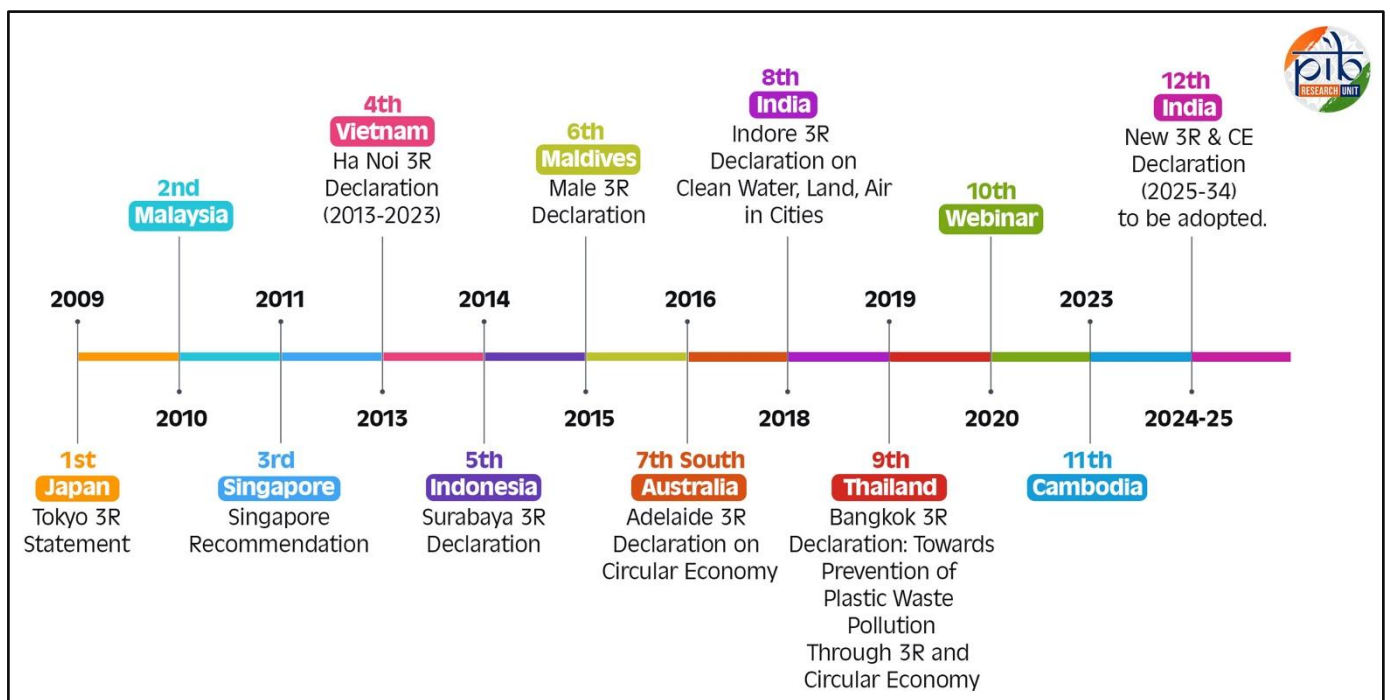 pib
RESEARCH UNIT
2009
1st
Japan
Tokyo 3R
Statement
2nd
Malaysia
2010
2011
3rd
Singapore
Singapore
Recommendation
4th
Vietnam
Ha Noi 3R
Declaration
(2013-2023)
2013
2014
5th
Indonesia
Surabaya 3R
Declaration
6th
Maldives
Male 3R
Declaration
2015
2016
7th South
Australia
Adelaide 3R
Declaration on
Circular Economy
8th
India
Indore 3R
Declaration on
Clean Water, Land, Air
in Cities
2018
2019
9th
Thailand
Bangkok 3R
Declaration: Towards
Prevention of
Plastic Waste
Pollution
Through 3R and
Circular Economy
10th
Webinar
2020
2023
11th
Cambodia
12th
India
New 3R & CE
Declaration
(2025-34)
to be adopted.
2024-25